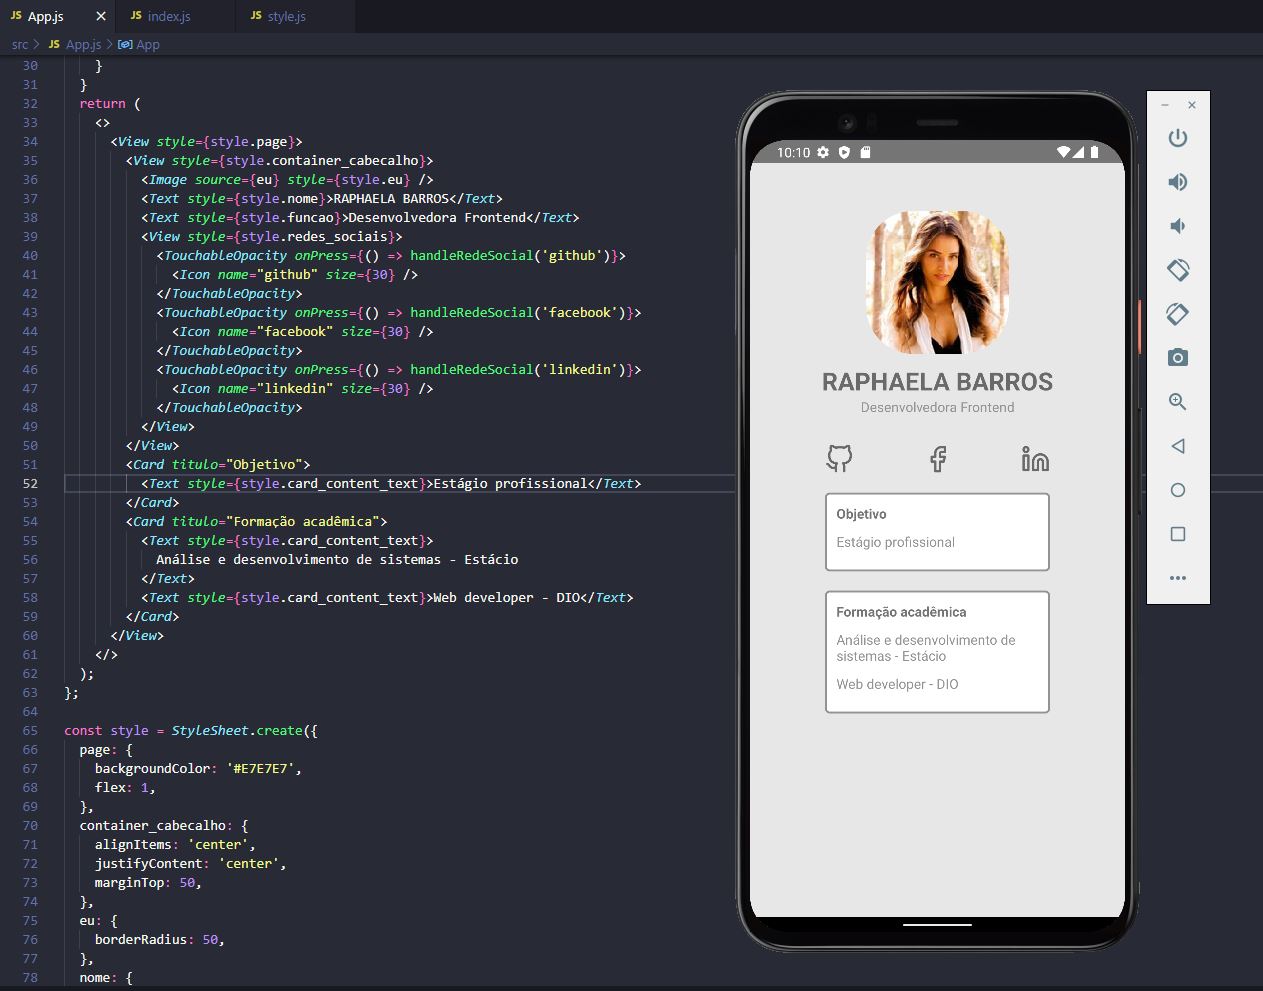 JS App.js
JS index.js
JS style.js
src > JS App.js > App
30 }
31 }
32 return (
33 <>
34 <View style={style.page}>
35 <View style={style.container_cabecalho}>
36 <Image source={eu} style={style.eu} />
37 <Text style={style.nome}>RAPHAELA BARROS</Text>
38 <Text style={style.funcao}>Desenvolvedora Frontend</Text>
39 <View style={style.redes_sociais}>
40 <TouchableOpacity onPress={() => handleRedeSocial('github')}>
41 <Icon name="github" size={30} />
42 </TouchableOpacity>
43 <TouchableOpacity onPress={() => handleRedeSocial('facebook')}>
44 <Icon name="facebook" size={30} />
45 </TouchableOpacity>
46 <TouchableOpacity onPress={() => handleRedeSocial('linkedin')}>
47 <Icon name="linkedin" size={30} />
48 </TouchableOpacity>
49 </View>
50 </View>
51 <Card titulo="Objetivo">
52 <Text style={style.card_content_text}>Estágio profissional</Text>
53 </Card>
54 <Card titulo="Formação acadêmica">
55 <Text style={style.card_content_text}>
56 Análise e desenvolvimento de sistemas - Estácio
57 </Text>
58 <Text style={style.card_content_text}>Web developer - DIO</Text>
59 </Card>
60 </View>
61 </>
62 );
63 };
64
65 const style = StyleSheet.create({
66 page: {
67 backgroundColor: '#E7E7E7',
68 flex: 1,
69 },
70 container_cabecalho: {
71 alignItems: 'center',
72 justifyContent: 'center',
73 marginTop: 50,
74 },
75 eu: {
76 borderRadius: 50,
77 },
78 nome: {
10:10
RAPHAELA BARROS
Desenvolvedora Frontend
Objetivo
Estágio profissional
Formação acadêmica
Análise e desenvolvimento de
sistemas - Estácio
Web developer - DIO